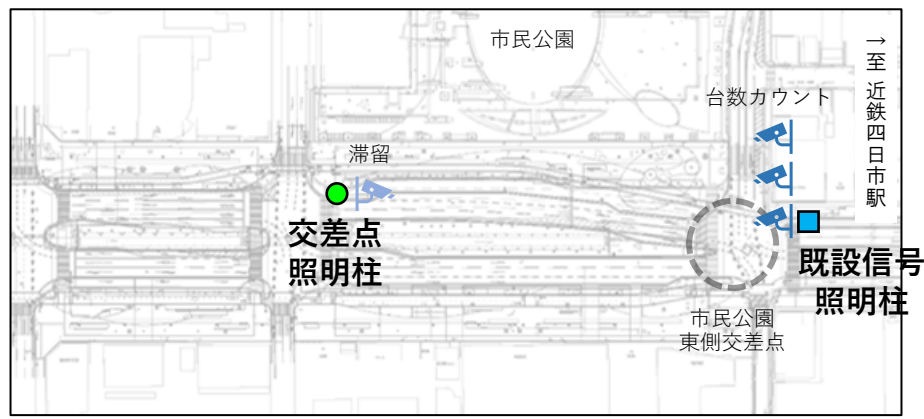 市民公園
→至 近鉄四日市駅
台数カウント
滞留
交差点
照明柱
既設信号
照明柱
市民公園
東側交差点